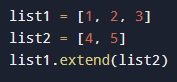 list1 = [1, 2, 3]
list2 = [4, 5]
list1.extend(list2)